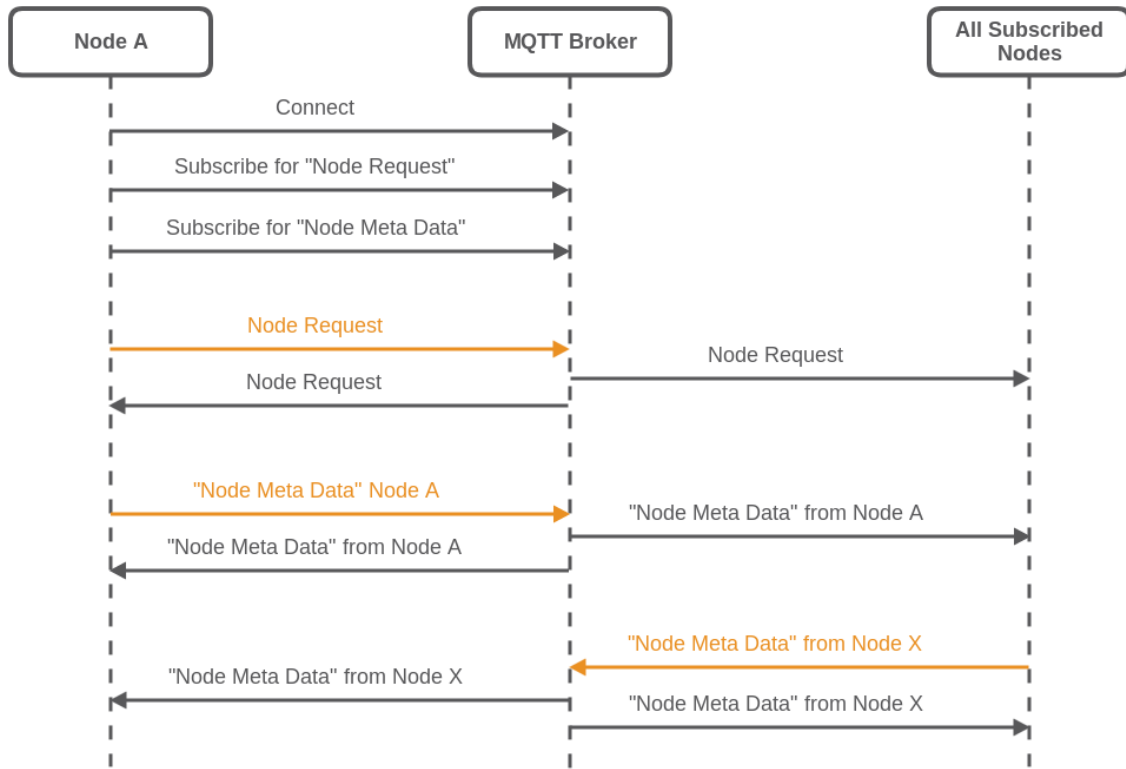 Node A
MQTT Broker
All Subscribed
Nodes
Connect
Subscribe for "Node Request"
Subscribe for "Node Meta Data"
Node Request
Node Request
Node Request
"Node Meta Data" Node A
"Node Meta Data" from Node A
"Node Meta Data" from Node A
"Node Meta Data" from Node X
"Node Meta Data" from Node X
"Node Meta Data" from Node X